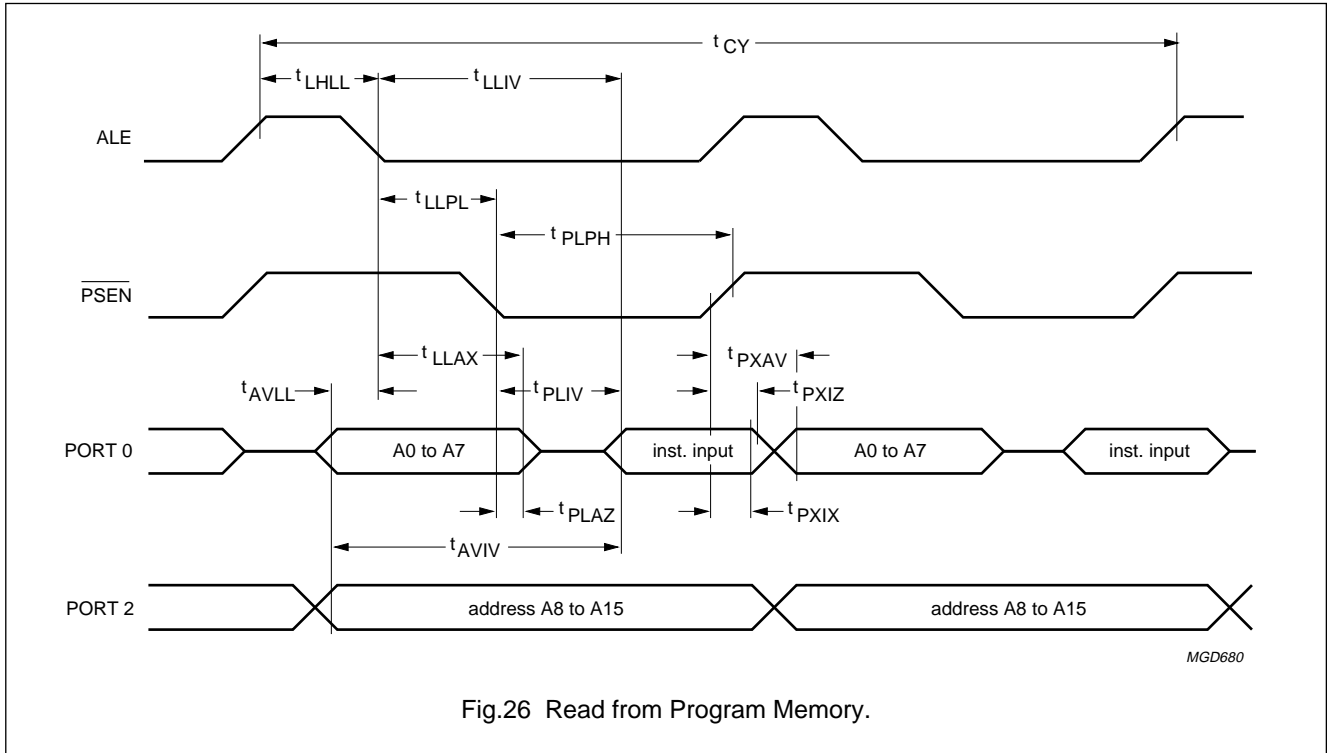 t CY
t LHLL
t LLIV
ALE
t LLPL
t PLPH
PSEN
t LLAX
t PXAV
t AVLL
t PLIV
t PXIZ
PORT 0
A0 to A7
inst. input
A0 to A7
inst. input
t PLAZ
t PXIX
t AVIV
PORT 2
address A8 to A15
address A8 to A15
MGD680
Fig.26 Read from Program Memory.